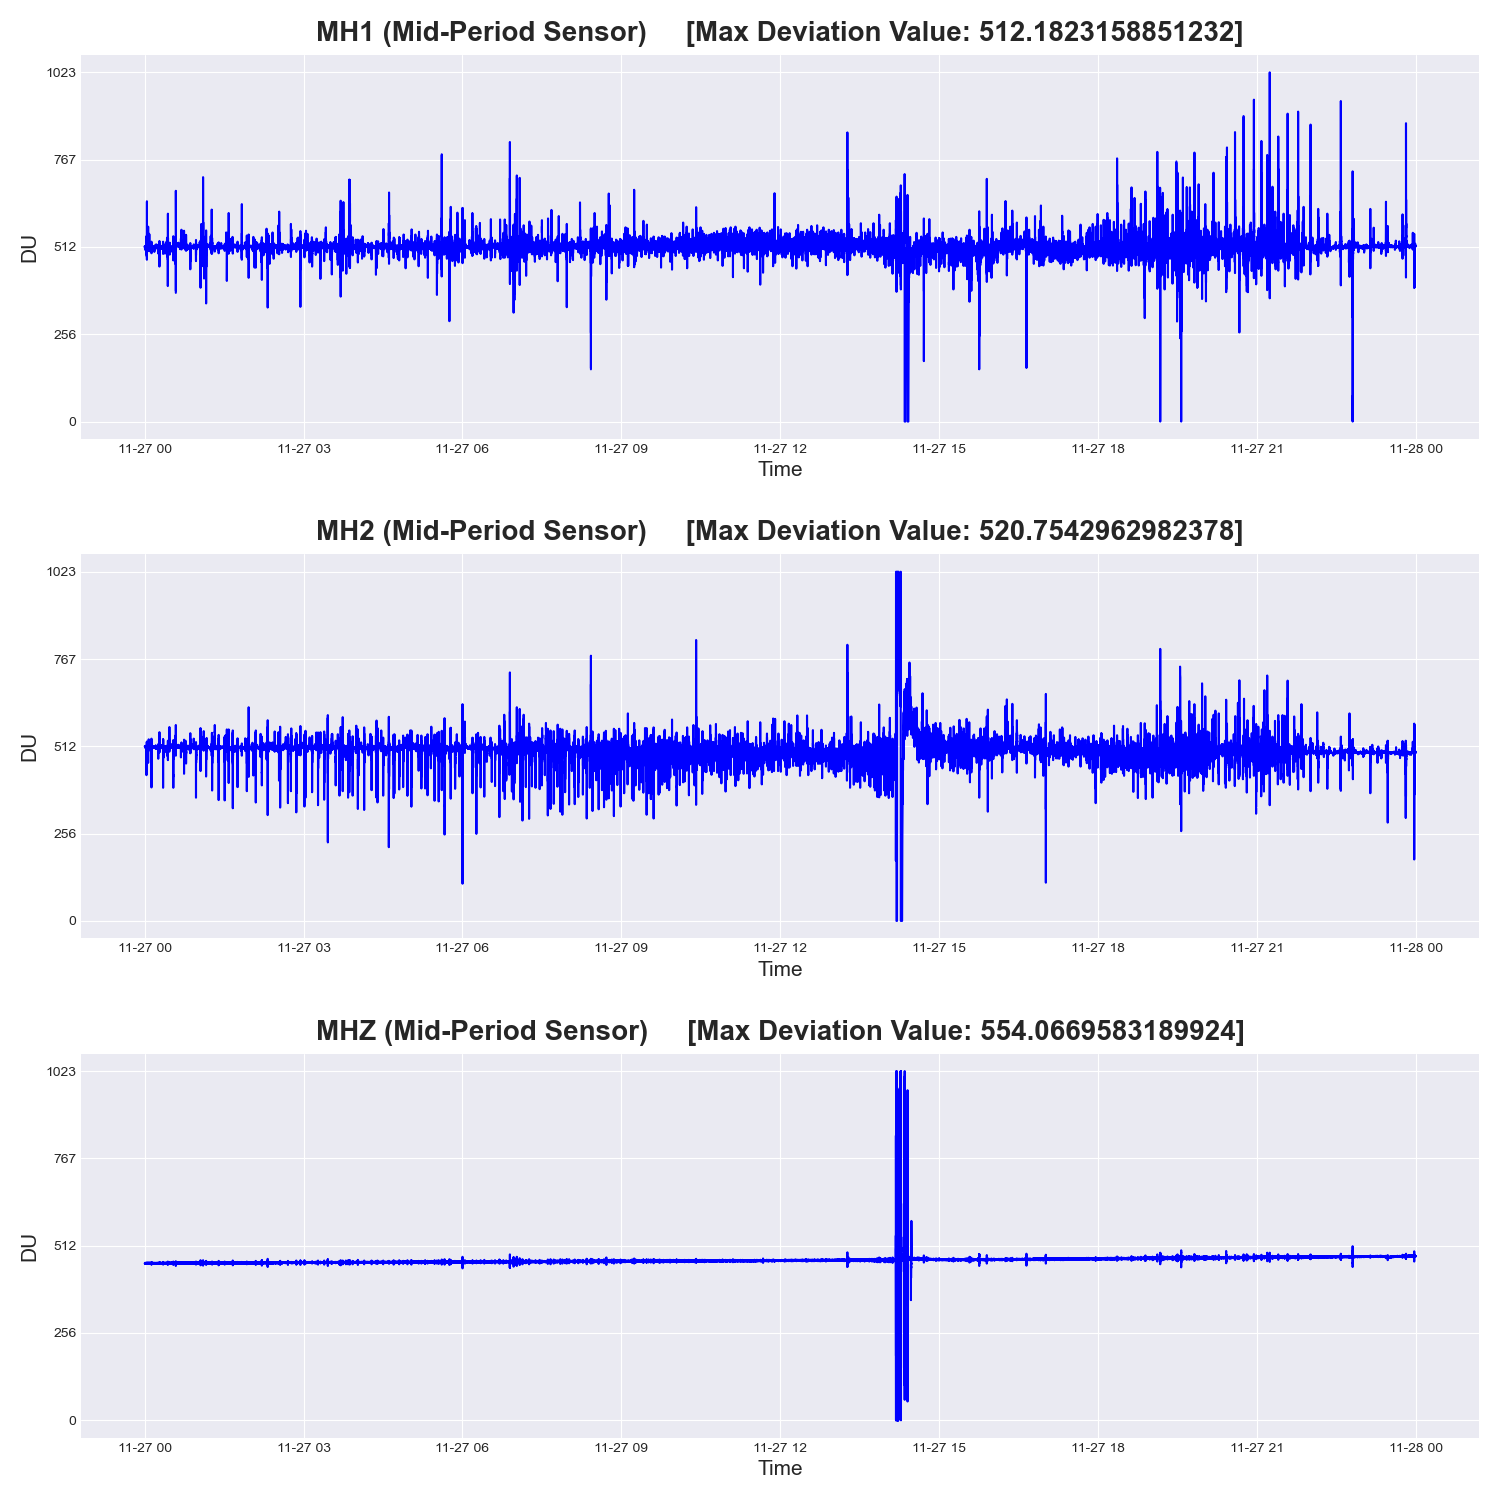 MH1 (Mid-Period Sensor) [Max Deviation Value: 512.1823158851232]
1023
767
512
256
0
DU
11-27 00 11-27 03 11-27 06 11-27 09 11-27 12 11-27 15 11-27 18 11-27 21 11-28 00
Time
MH2 (Mid-Period Sensor) [Max Deviation Value: 520.7542962982378]
1023
767
512
256
0
DU
11-27 00 11-27 03 11-27 06 11-27 09 11-27 12 11-27 15 11-27 18 11-27 21 11-28 00
Time
MHZ (Mid-Period Sensor) [Max Deviation Value: 554.0669583189924]
1023
767
512
256
0
DU
11-27 00 11-27 03 11-27 06 11-27 09 11-27 12 11-27 15 11-27 18 11-27 21 11-28 00
Time